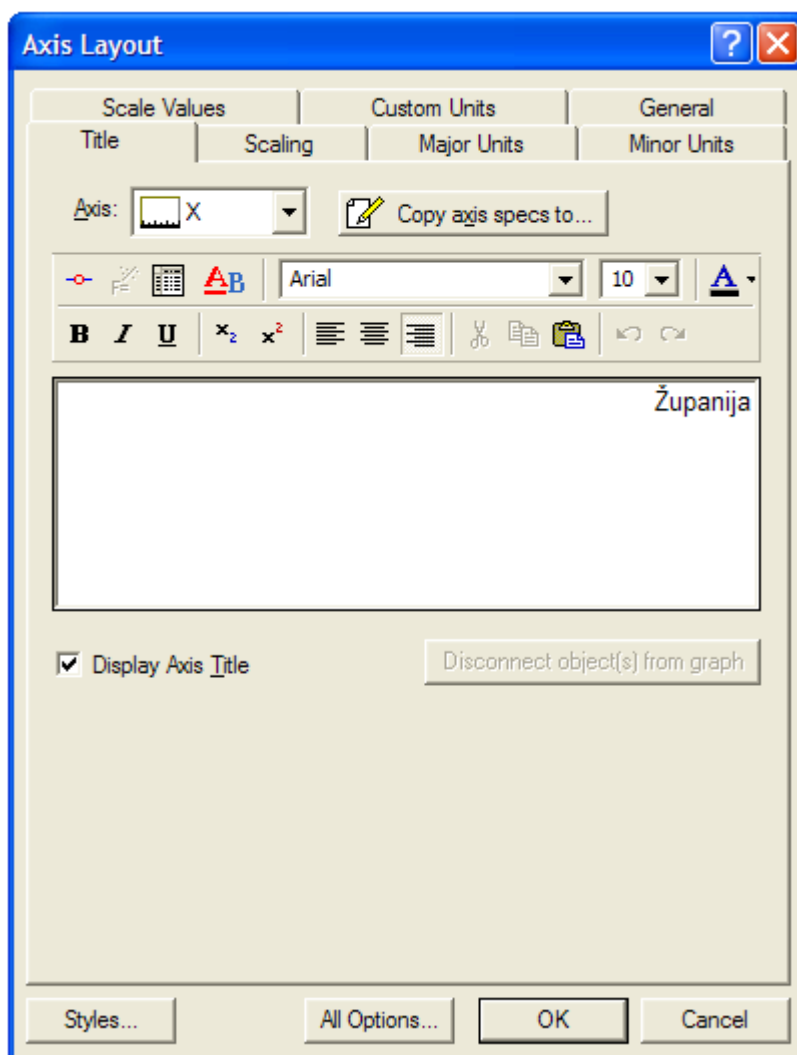 Axis Layout
Scale Values Custom Units General
Title Scaling Major Units Minor Units
Axis: X Copy axis specs to...
Arial 10
Županija
Display Axis Title Disconnect object(s) from graph
Styles... All Options... OK Cancel